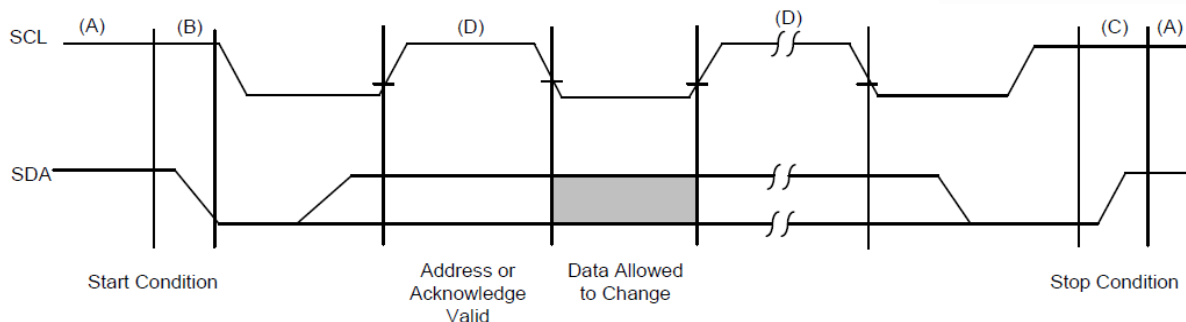 (A) (B) (D) (D) (C) (A)
SCL
SDA
Start Condition
Address or
Acknowledge
Valid
Data Allowed
to Change
Stop Condition